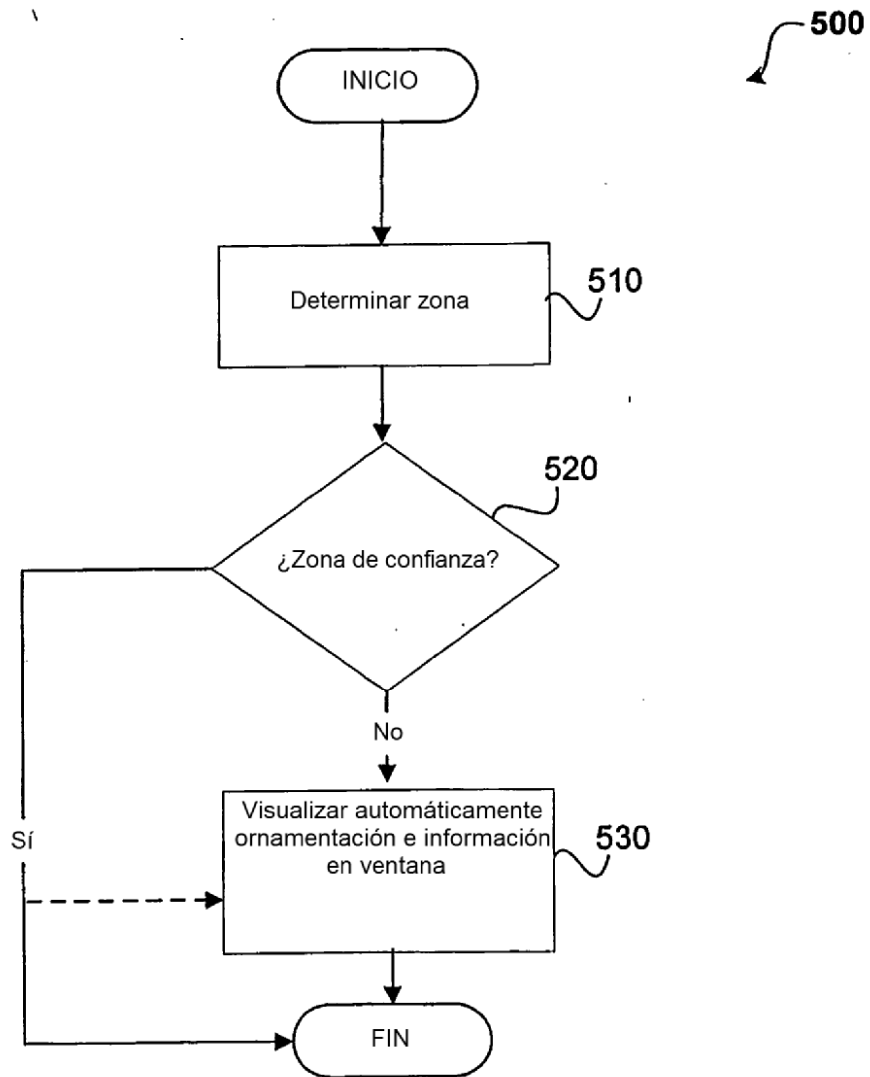 500
INICIO
Determinar zona
510
520
¿Zona de confianza?
No
Visualizar automáticamente
ornamentación e información
en ventana
530
Sí
FIN